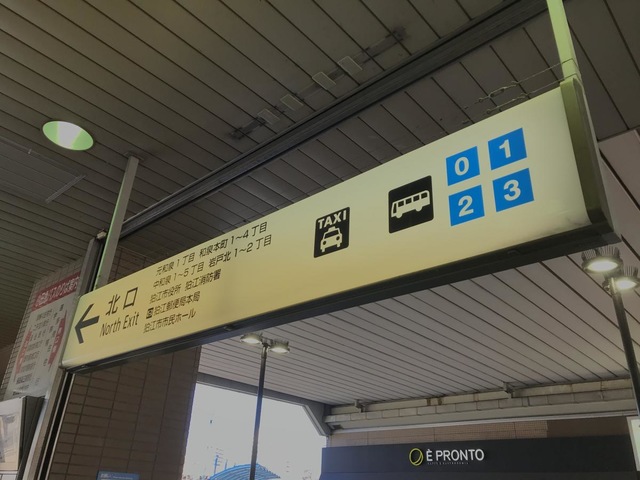 北口
North Exit
元和泉1丁目 和泉本町1~4丁目
中和泉1~5丁目 岩戸北1~2丁目
狛江市役所 狛江消防署
狛江郵便局本局
狛江市市民ホール
TAXI
0 1
2 3
È PRONTO